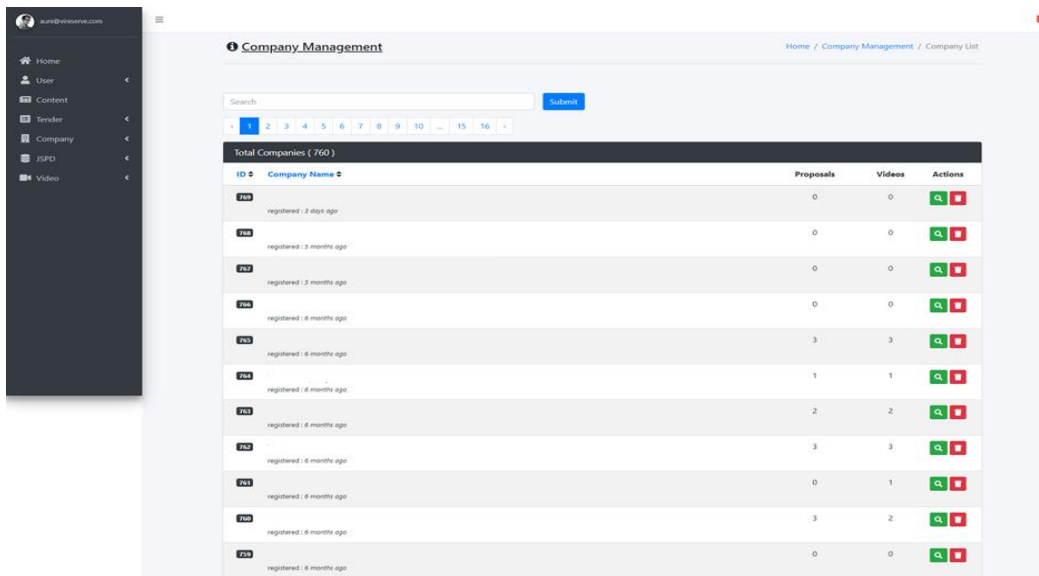 auni@vireserve.com
Home
User
Content
Tender
Company
JSPD
Video
Company Management
Home / Company Management / Company List
Search
Submit
‹ 1 2 3 4 5 6 7 8 9 10 ... 15 16 ›
Total Companies ( 760 )
ID Company Name Proposals Videos Actions
769 0 0
registered : 3 days ago
768 0 0
registered : 5 months ago
767 0 0
registered : 5 months ago
766 0 0
registered : 6 months ago
765 3 3
registered : 6 months ago
764 1 1
registered : 6 months ago
763 2 2
registered : 6 months ago
762 3 3
registered : 6 months ago
761 0 1
registered : 6 months ago
760 3 2
registered : 6 months ago
759 0 0
registered : 6 months ago